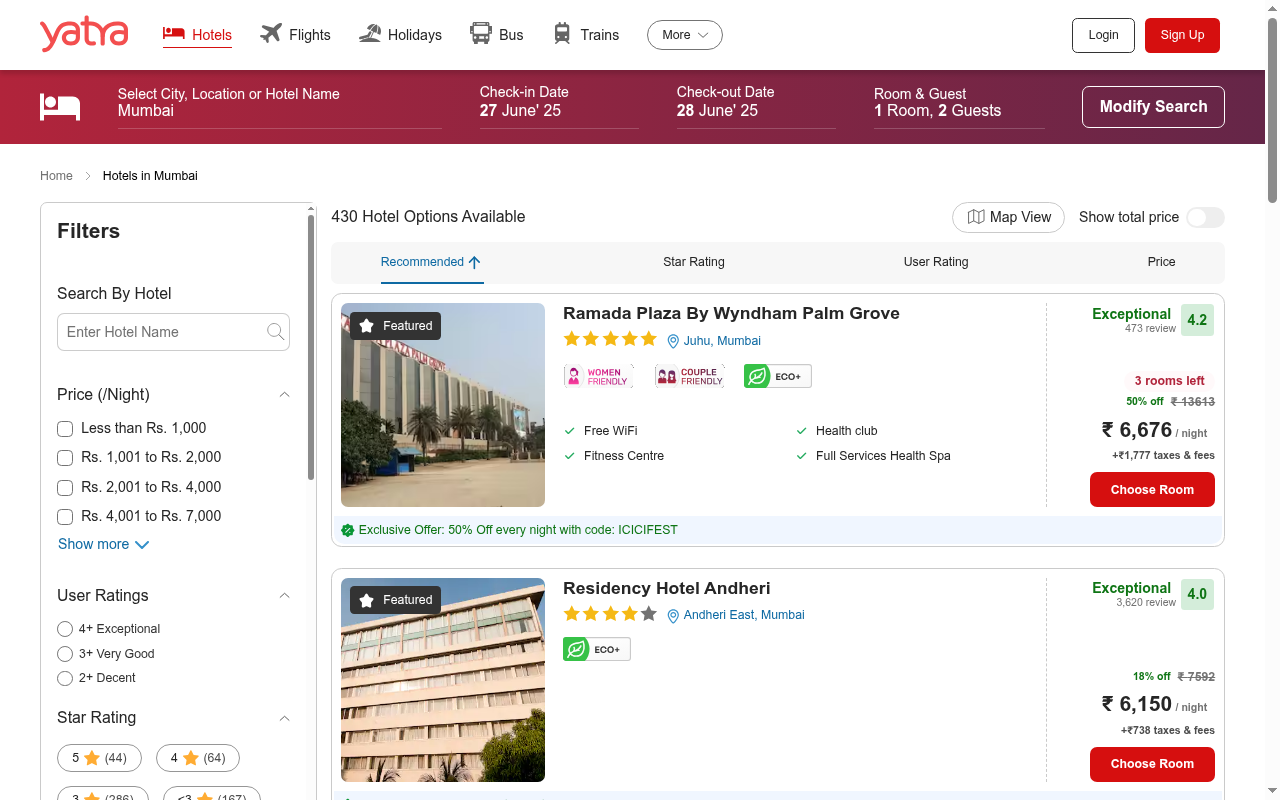 yatra
Hotels
Flights
Holidays
Bus
Trains
More
Login
Sign Up
Select City, Location or Hotel Name
Mumbai
Check-in Date
27 June' 25
Check-out Date
28 June' 25
Room & Guest
1 Room, 2 Guests
Modify Search
Home
Hotels in Mumbai
Filters
Search By Hotel
Enter Hotel Name
Price (/Night)
Less than Rs. 1,000
Rs. 1,001 to Rs. 2,000
Rs. 2,001 to Rs. 4,000
Rs. 4,001 to Rs. 7,000
Show more
User Ratings
4+ Exceptional
3+ Very Good
2+ Decent
Star Rating
5 (44)
4 (64)
3 (286)
<3 (167)
430 Hotel Options Available
Map View
Show total price
Recommended
Star Rating
User Rating
Price
Featured
Ramada Plaza By Wyndham Palm Grove
Juhu, Mumbai
WOMEN FRIENDLY
COUPLE FRIENDLY
ECO+
Free WiFi
Health club
Fitness Centre
Full Services Health Spa
Exceptional
473 review
4.2
3 rooms left
50% off ₹ 13613
₹ 6,676 / night
+₹1,777 taxes & fees
Choose Room
Exclusive Offer: 50% Off every night with code: ICICIFEST
Featured
Residency Hotel Andheri
Andheri East, Mumbai
ECO+
Exceptional
3,620 review
4.0
18% off ₹ 7592
₹ 6,150 / night
+₹738 taxes & fees
Choose Room